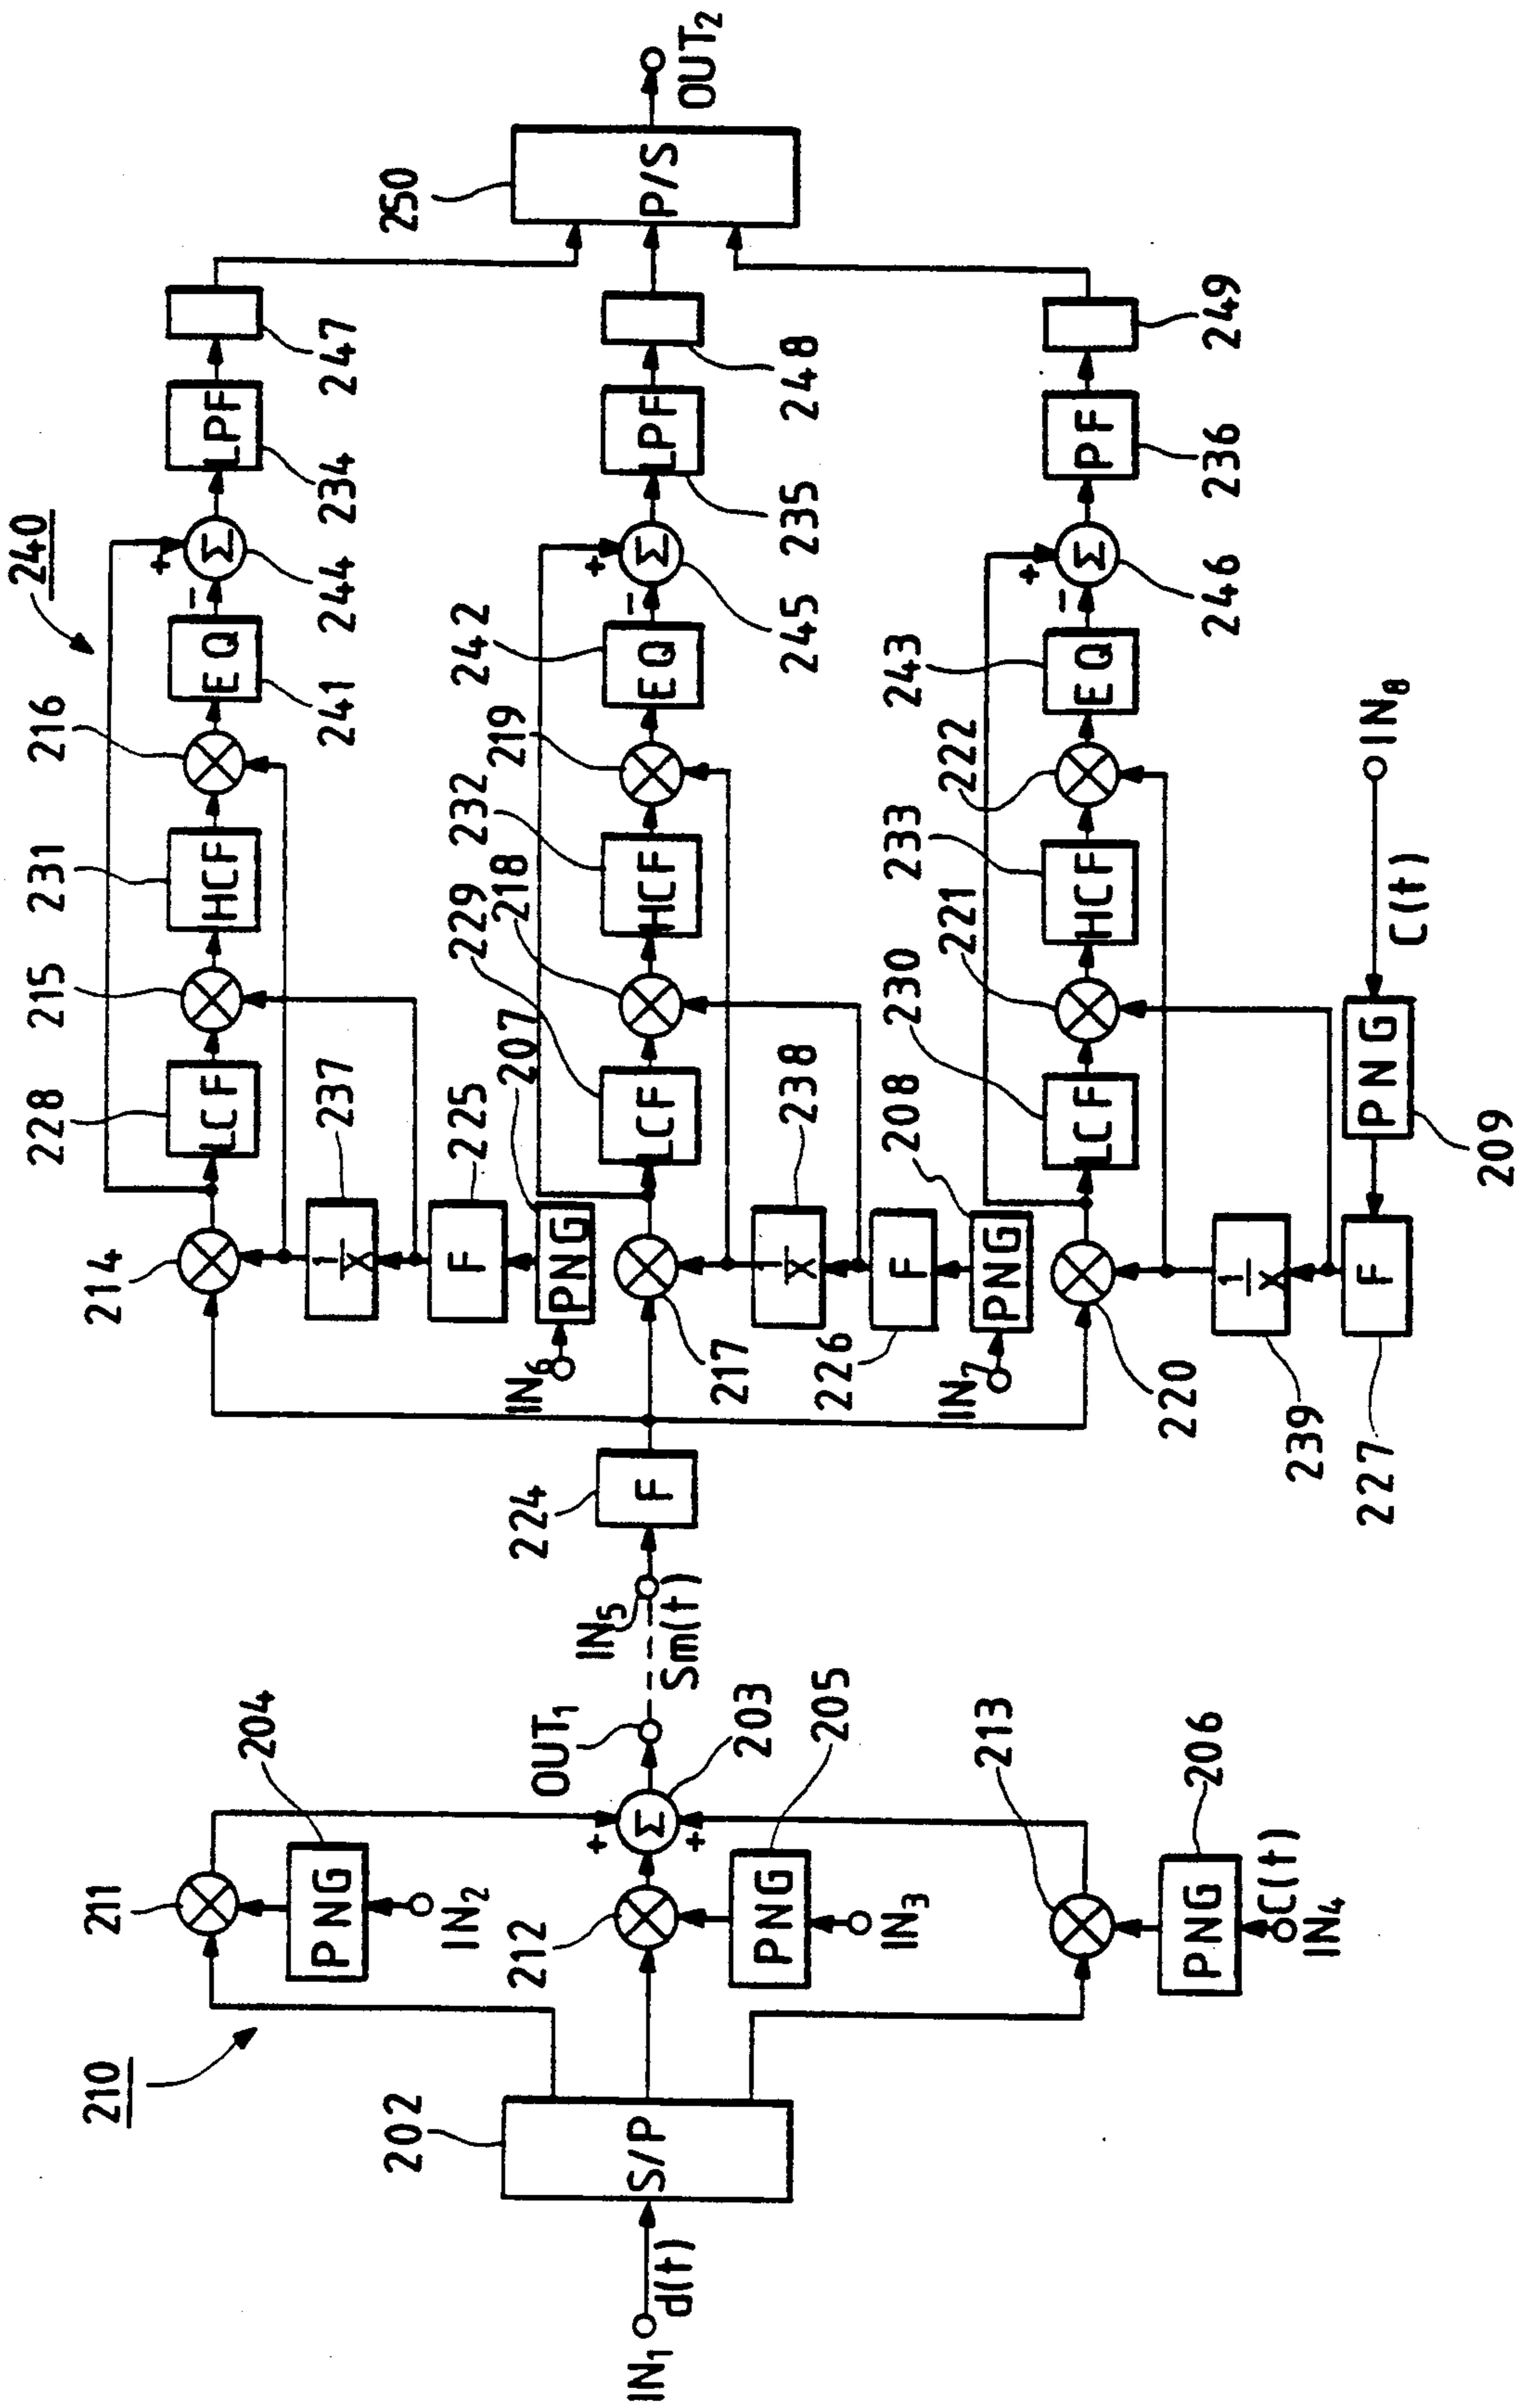 210
IN1
d(t)
202
S/P
211
204
PNG
IN2
212
205
PNG
IN3
213
206
PNG
C(t)
IN4
+
Σ
+
203
OUT1
Sm(t)
IN5
224
F
240
214
228
LCF
215
231
HCF
216
241
EQ
−
+
Σ
244
234
LPF
247
237
1/X
225
F
207
PNG
IN6
217
229
LCF
218
232
HCF
219
242
EQ
−
+
Σ
245
235
LPF
248
238
1/X
226
F
208
PNG
IN7
220
230
LCF
221
233
HCF
222
243
EQ
−
+
Σ
246
236
PF
249
239
1/X
227
F
209
PNG
C(t)
IN8
250
P/S
OUT2